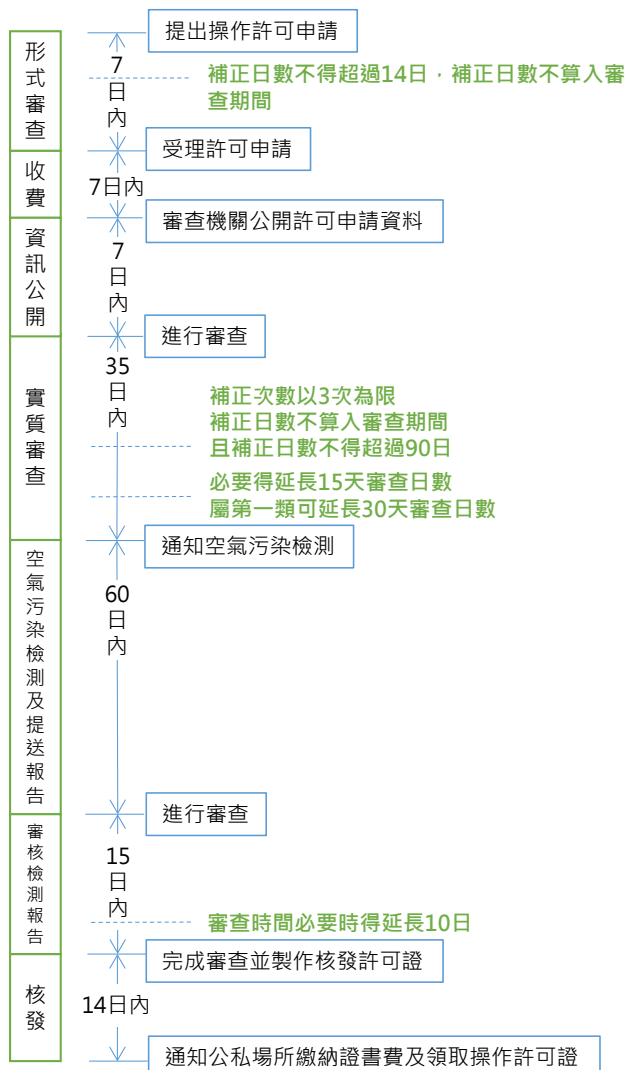 形式審查
提出操作許可申請
7日內
補正日數不得超過14日，補正日數不算入審
查期間
受理許可申請
收費
7日內
審查機關公開許可申請資料
資訊公開
7日內
進行審查
實質審查
35日內
補正次數以3次為限
補正日數不算入審查期間
且補正日數不得超過90日
必要得延長15天審查日數
屬第一類可延長30天審查日數
通知空氣污染檢測
空氣污染檢測及提送報告
60日內
進行審查
審核檢測報告
15日內
審查時間必要時得延長10日
完成審查並製作核發許可證
核發
14日內
通知公私場所繳納證書費及領取操作許可證